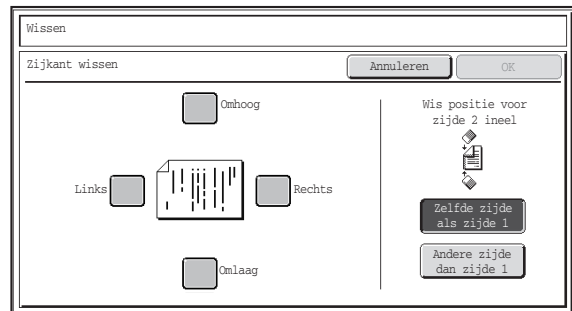 Wissen
Zijkant wissen
Annuleren
OK
Omhoog
Links
Rechts
Omlaag
Wis positie voor
zijde 2 ineel
Zelfde zijde
als zijde 1
Andere zijde
dan zijde 1